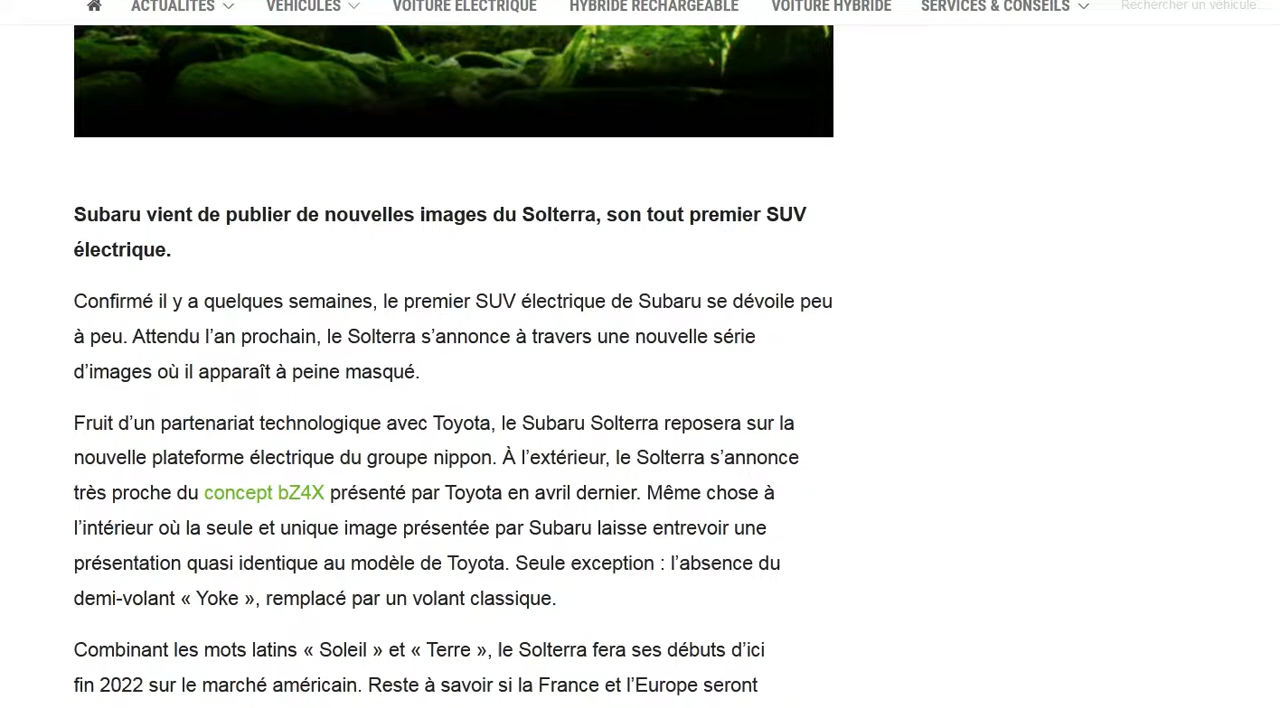 ACTUALITÉS VÉHICULES VOITURE ÉLECTRIQUE HYBRIDE RECHARGEABLE VOITURE HYBRIDE SERVICES & CONSEILS Rechercher un véhicule...
Subaru vient de publier de nouvelles images du Solterra, son tout premier SUV
électrique.
Confirmé il y a quelques semaines, le premier SUV électrique de Subaru se dévoile peu
à peu. Attendu l’an prochain, le Solterra s’annonce à travers une nouvelle série
d’images où il apparaît à peine masqué.
Fruit d’un partenariat technologique avec Toyota, le Subaru Solterra reposera sur la
nouvelle plateforme électrique du groupe nippon. À l’extérieur, le Solterra s’annonce
très proche du concept bZ4X présenté par Toyota en avril dernier. Même chose à
l’intérieur où la seule et unique image présentée par Subaru laisse entrevoir une
présentation quasi identique au modèle de Toyota. Seule exception : l’absence du
demi-volant « Yoke », remplacé par un volant classique.
Combinant les mots latins « Soleil » et « Terre », le Solterra fera ses débuts d’ici
fin 2022 sur le marché américain. Reste à savoir si la France et l’Europe seront